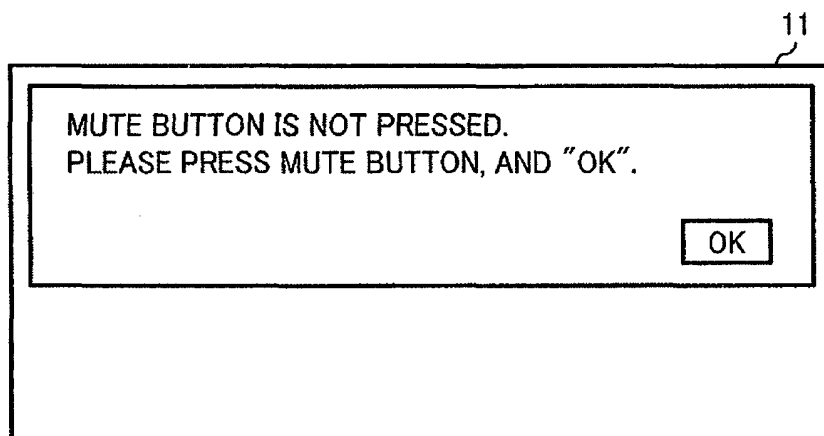 11
MUTE BUTTON IS NOT PRESSED.
PLEASE PRESS MUTE BUTTON, AND "OK".
OK